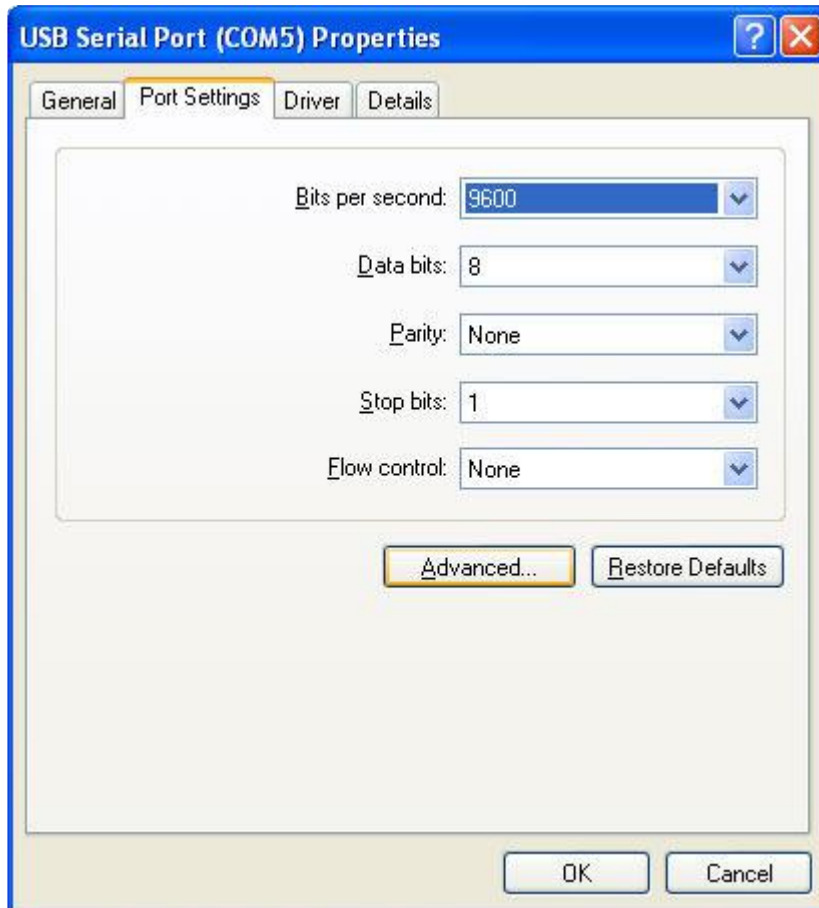 USB Serial Port (COM5) Properties
General Port Settings Driver Details
Bits per second: 9600
Data bits: 8
Parity: None
Stop bits: 1
Flow control: None
Advanced... Restore Defaults
OK Cancel